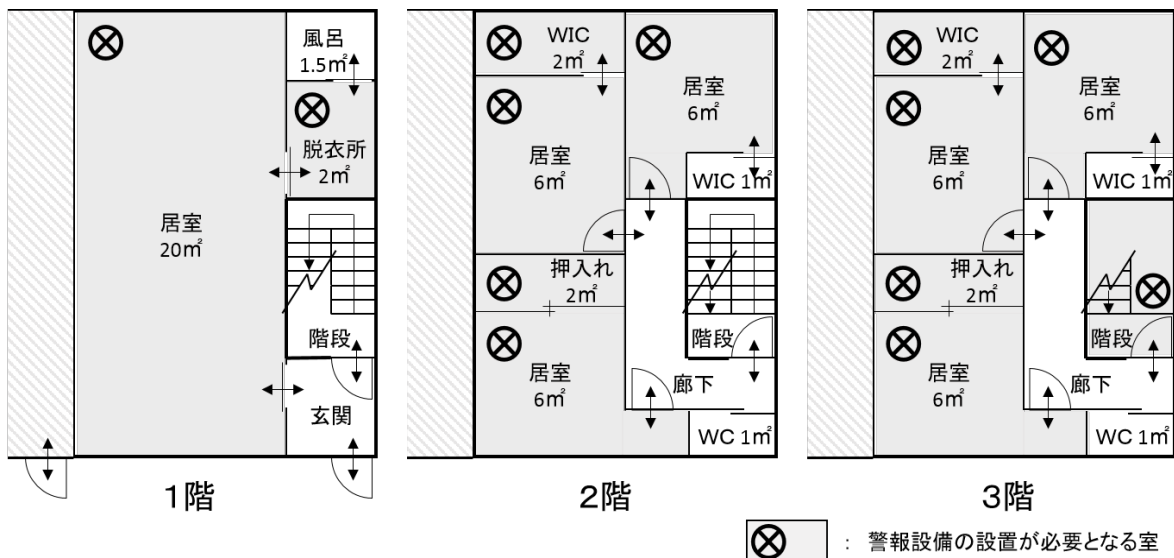 風呂
1.5㎡
脱衣所
2㎡
居室
20㎡
階段
玄関
1階
WIC
2㎡
居室
6㎡
居室
6㎡
WIC 1㎡
押入れ
2㎡
階段
居室
6㎡
廊下
WC 1㎡
2階
WIC
2㎡
居室
6㎡
居室
6㎡
WIC 1㎡
押入れ
2㎡
階段
居室
6㎡
廊下
WC 1㎡
3階
： 警報設備の設置が必要となる室